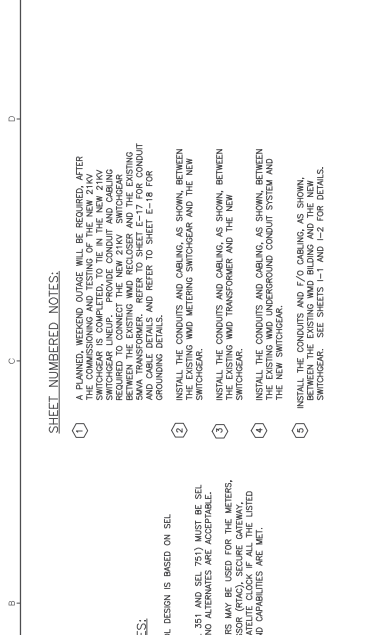 SHEET NUMBERED NOTES:
1 A PLANNED, WEEKEND OUTAGE WILL BE REQUIRED, AFTER
THE COMMISSIONING AND TESTING OF THE NEW 21KV
SWITCHGEAR IS COMPLETED, TO TIE IN THE NEW 21KV
SWITCHGEAR LINEUP. PROVIDE CONDUIT AND CABLING
REQUIRED TO CONNECT THE NEW 21KV SWITCHGEAR
BETWEEN THE EXISTING WMD RECLOSER AND THE EXISTING
5MVA TRANSFORMER. REFER TO SHEET E-17 FOR CONDUIT
AND CABLE DETAILS AND REFER TO SHEET E-18 FOR
GROUNDING DETAILS.
2 INSTALL THE CONDUITS AND CABLING, AS SHOWN, BETWEEN
THE EXISTING WMD METERING SWITCHGEAR AND THE NEW
SWITCHGEAR.
3 INSTALL THE CONDUITS AND CABLING, AS SHOWN, BETWEEN
THE EXISTING WMD TRANSFORMER AND THE NEW
SWITCHGEAR.
4 INSTALL THE CONDUITS AND CABLING, AS SHOWN, BETWEEN
THE EXISTING WMD UNDERGROUND CONDUIT SYSTEM AND
THE NEW SWITCHGEAR.
5 INSTALL THE CONDUITS AND F/O CABLING, AS SHOWN,
BETWEEN THE EXISTING WMD BILDING AND THE NEW
SWITCHGEAR. SEE SHEETS I-1 AND I-2 FOR DETAILS.
ES:
OL DESIGN IS BASED ON SEL
351 AND SEL 751) MUST BE SEL
NO ALTERNATES ARE ACCEPTABLE.
RS MAY BE USED FOR THE METERS,
SSOR (RTAC), SECURE GATEWAY,
ATELLITE CLOCK IF ALL THE LISTED
ND CAPABILITIES ARE MET.
B
C
D